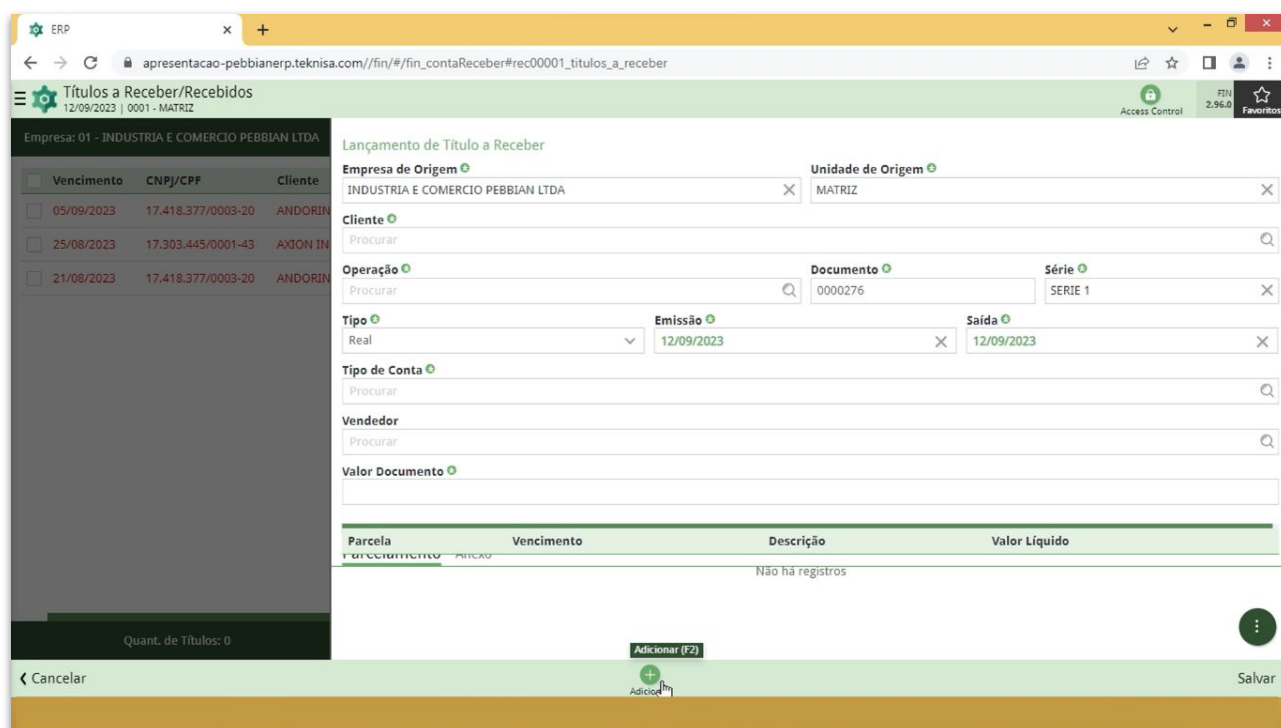 ERP
apresentacao-pebbianerp.teknisa.com//fin/#/fin_contaReceber#rec00001_titulos_a_receber
Títulos a Receber/Recebidos
12/09/2023 | 0001 - MATRIZ
Access Control
FIN
2.96.0
Favoritos
Empresa: 01 - INDUSTRIA E COMERCIO PEBBIAN LTDA
Vencimento CNPJ/CPF Cliente
05/09/2023 17.418.377/0003-20 ANDORIN
25/08/2023 17.303.445/0001-43 AXION IN
21/08/2023 17.418.377/0003-20 ANDORIN
Quant. de Títulos: 0
Lançamento de Título a Receber
Empresa de Origem Unidade de Origem
INDUSTRIA E COMERCIO PEBBIAN LTDA MATRIZ
Cliente
Procurar
Operação Documento Série
Procurar 0000276 SERIE 1
Tipo Emissão Saída
Real 12/09/2023 12/09/2023
Tipo de Conta
Procurar
Vendedor
Procurar
Valor Documento
Parcela Vencimento Descrição Valor Líquido
Parcelamento Anexo
Não há registros
Adicionar (F2)
Cancelar Salvar